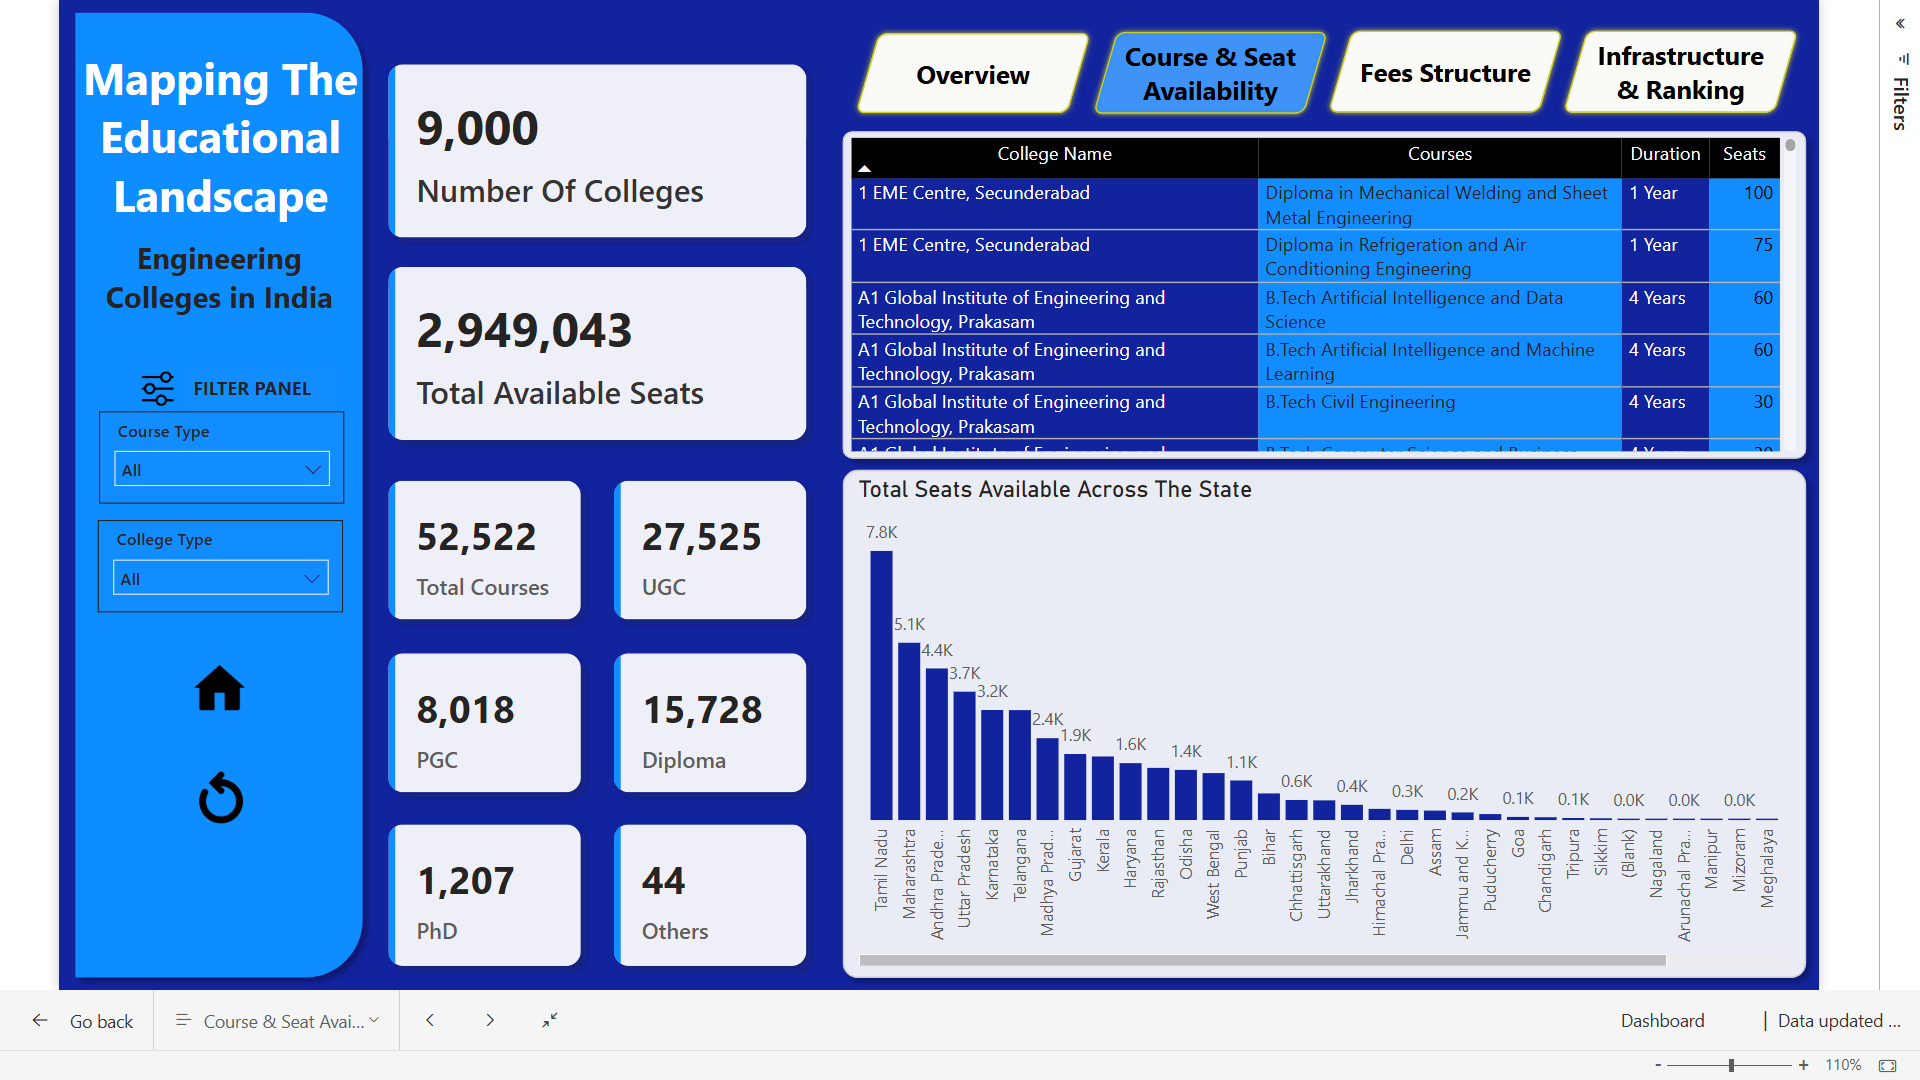 Mapping The
Educational
Landscape
Engineering
Colleges in India
FILTER PANEL
Course Type
All
College Type
All
9,000
Number Of Colleges
2,949,043
Total Available Seats
52,522
Total Courses
27,525
UGC
8,018
PGC
15,728
Diploma
1,207
PhD
44
Others
Overview
Course & Seat
Availability
Fees Structure
Infrastructure
& Ranking
College Name Courses Duration Seats
1 EME Centre, Secunderabad Diploma in Mechanical Welding and Sheet 1 Year 100
Metal Engineering
1 EME Centre, Secunderabad Diploma in Refrigeration and Air 1 Year 75
Conditioning Engineering
A1 Global Institute of Engineering and B.Tech Artificial Intelligence and Data 4 Years 60
Technology, Prakasam Science
A1 Global Institute of Engineering and B.Tech Artificial Intelligence and Machine 4 Years 60
Technology, Prakasam Learning
A1 Global Institute of Engineering and B.Tech Civil Engineering 4 Years 30
Technology, Prakasam
Total Seats Available Across The State
7.8K
5.1K
4.4K
3.7K
3.2K
2.4K
1.9K
1.6K
1.4K
1.1K
0.6K
0.4K
0.3K
0.2K
0.1K
0.1K
0.0K
0.0K
0.0K
Tamil Nadu
Maharashtra
Andhra Prade...
Uttar Pradesh
Karnataka
Telangana
Madhya Prad...
Gujarat
Kerala
Haryana
Rajasthan
Odisha
West Bengal
Punjab
Bihar
Chhattisgarh
Uttarakhand
Jharkhand
Himachal Pra...
Delhi
Assam
Jammu and K...
Puducherry
Goa
Chandigarh
Tripura
Sikkim
(Blank)
Nagaland
Arunachal Pra...
Manipur
Mizoram
Meghalaya
Filters
Go back
Course & Seat Avai...
Dashboard
| Data updated ...
- + 110%